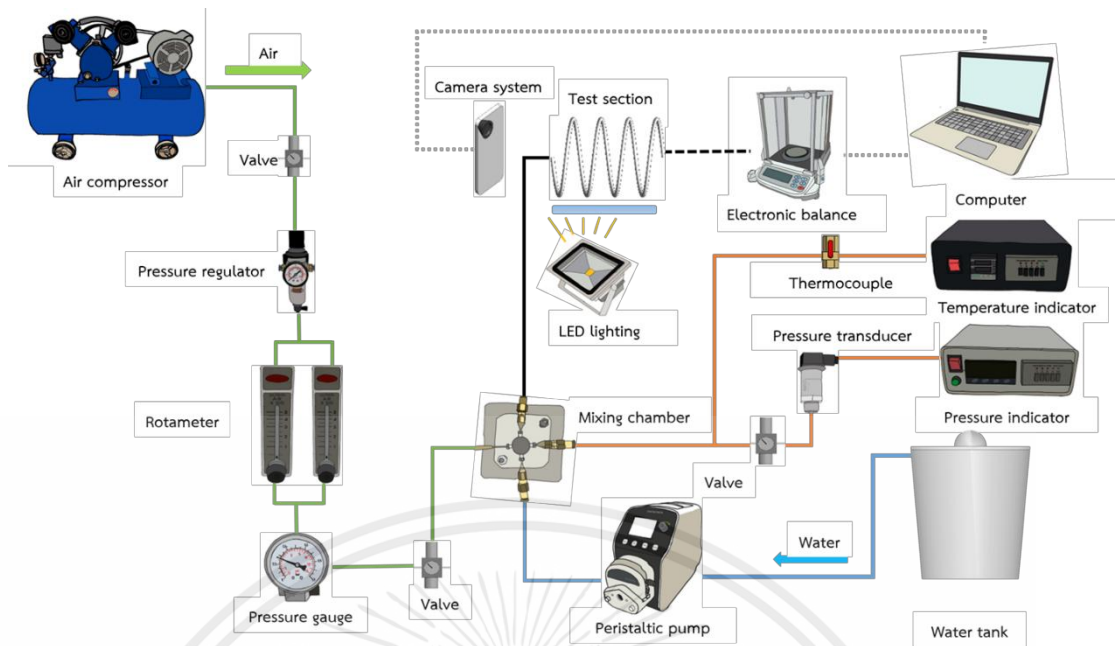 Air
Camera system
Test section
Valve
Air compressor
Electronic balance
Computer
Pressure regulator
Thermocouple
Temperature indicator
LED lighting
Pressure transducer
Rotameter
Mixing chamber
Pressure indicator
Valve
Water
Pressure gauge
Valve
Peristaltic pump
Water tank